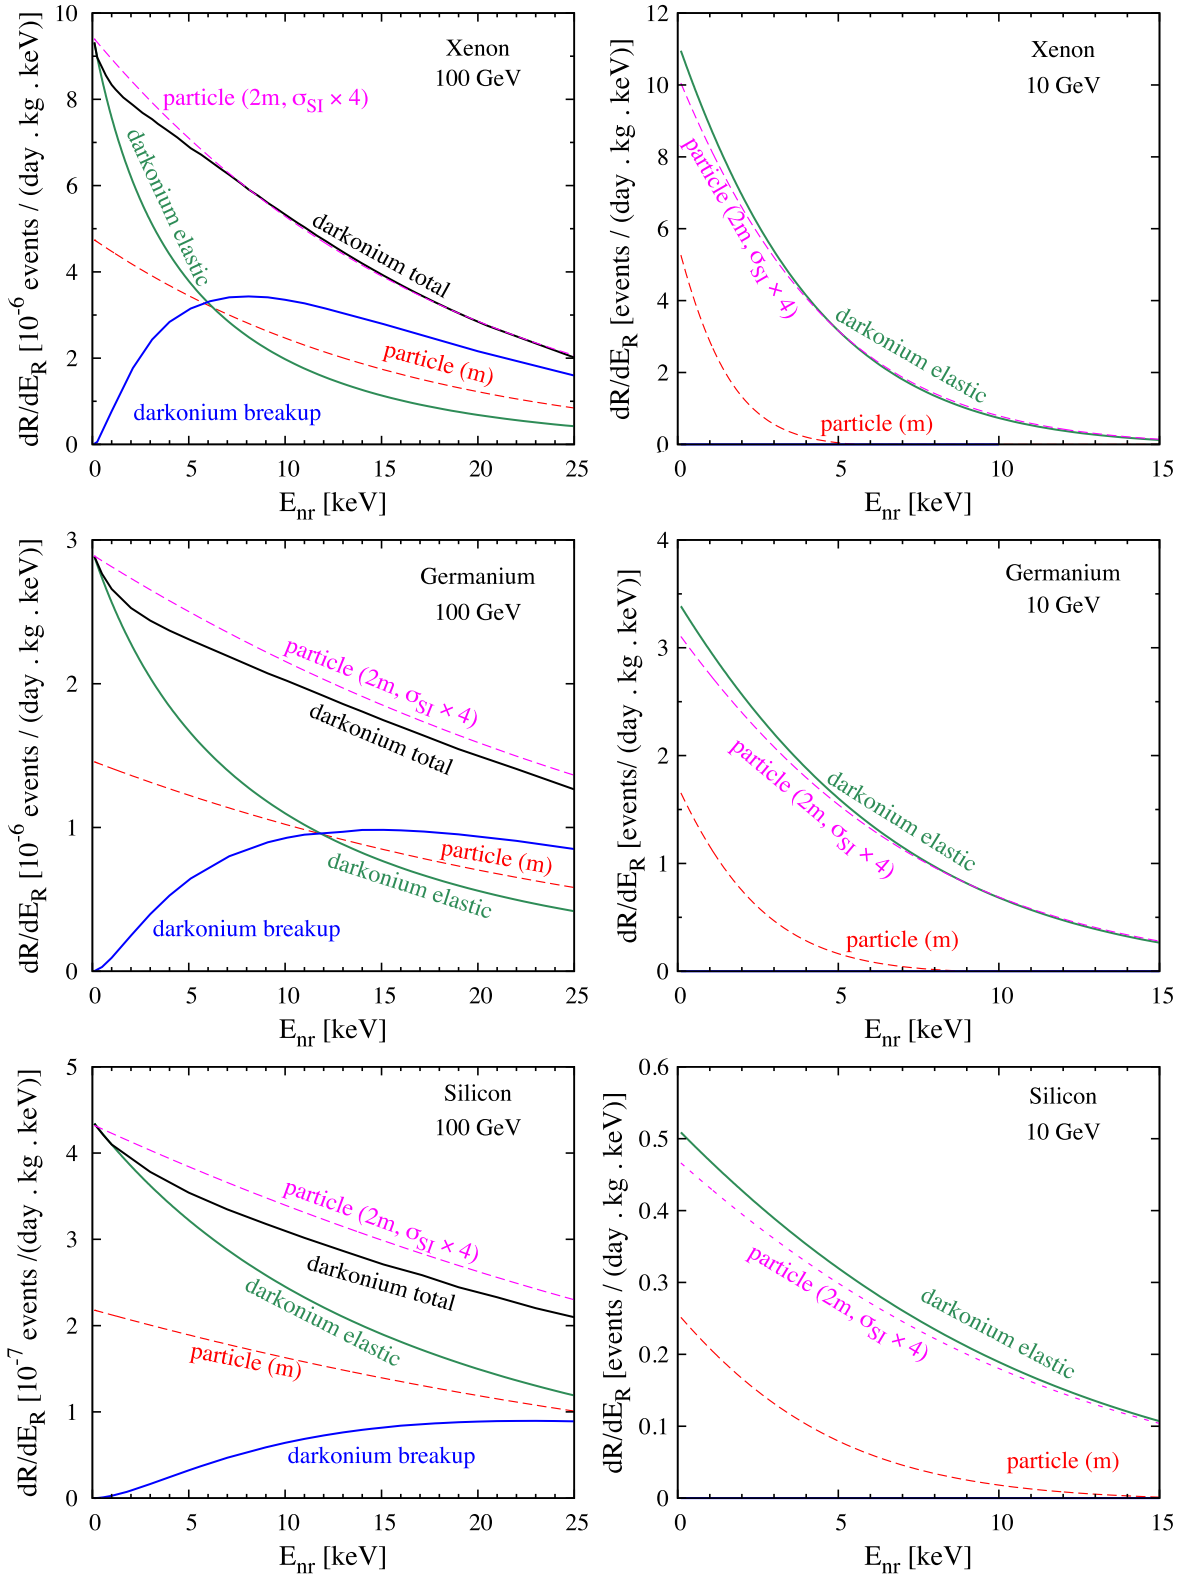 Xenon
100 GeV
particle (2m, σSI × 4)
darkonium elastic
darkonium total
particle (m)
darkonium breakup
dR/dER [10-6 events / (day . kg . keV)]
0 2 4 6 8 10
0 5 10 15 20 25
Enr [keV]
Xenon
10 GeV
particle (2m, σSI × 4)
darkonium elastic
particle (m)
dR/dER [events / (day . kg . keV)]
0 2 4 6 8 10 12
0 5 10 15
Enr [keV]
Germanium
100 GeV
particle (2m, σSI × 4)
darkonium total
particle (m)
darkonium elastic
darkonium breakup
dR/dER [10-6 events / (day . kg . keV)]
0 1 2 3
0 5 10 15 20 25
Enr [keV]
Germanium
10 GeV
particle (2m, σSI × 4)
darkonium elastic
particle (m)
dR/dER [events/ (day . kg . keV)]
0 1 2 3 4
0 5 10 15
Enr [keV]
Silicon
100 GeV
particle (2m, σSI × 4)
darkonium total
darkonium elastic
particle (m)
darkonium breakup
dR/dER [10-7 events /(day . kg . keV)]
0 1 2 3 4 5
0 5 10 15 20 25
Enr [keV]
Silicon
10 GeV
particle (2m, σSI × 4)
darkonium elastic
particle (m)
dR/dER [events / (day . kg . keV)]
0 0.1 0.2 0.3 0.4 0.5 0.6
0 5 10 15
Enr [keV]